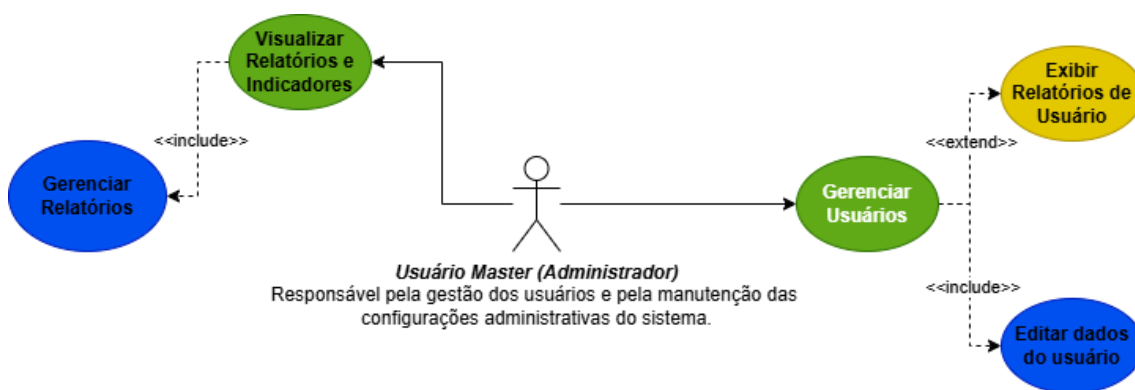 Visualizar
Relatórios e
Indicadores
<<include>>
Gerenciar
Relatórios
Usuário Master (Administrador)
Responsável pela gestão dos usuários e pela manutenção das
configurações administrativas do sistema.
Gerenciar
Usuários
Exibir
Relatórios de
Usuário
<<extend>>
<<include>>
Editar dados
do usuário